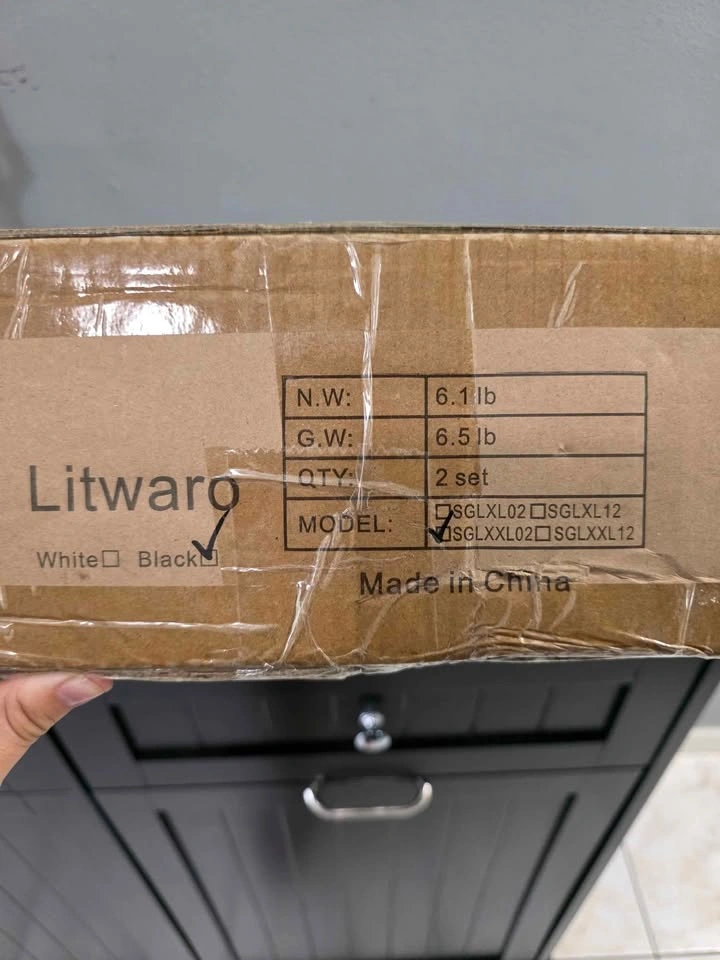 N.W: 6.1 lb
G.W: 6.5 lb
QTY: 2 set
Litwaro
MODEL: ☐SGLXL02 ☐SGLXL12
☑SGLXXL02 ☐SGLXXL12
White☐ Black☑
Made in China